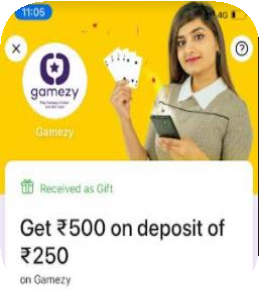 11:05
4G
gamezy
Gamezy
Received as Gift
Get ₹500 on deposit of
₹250
on Gamezy